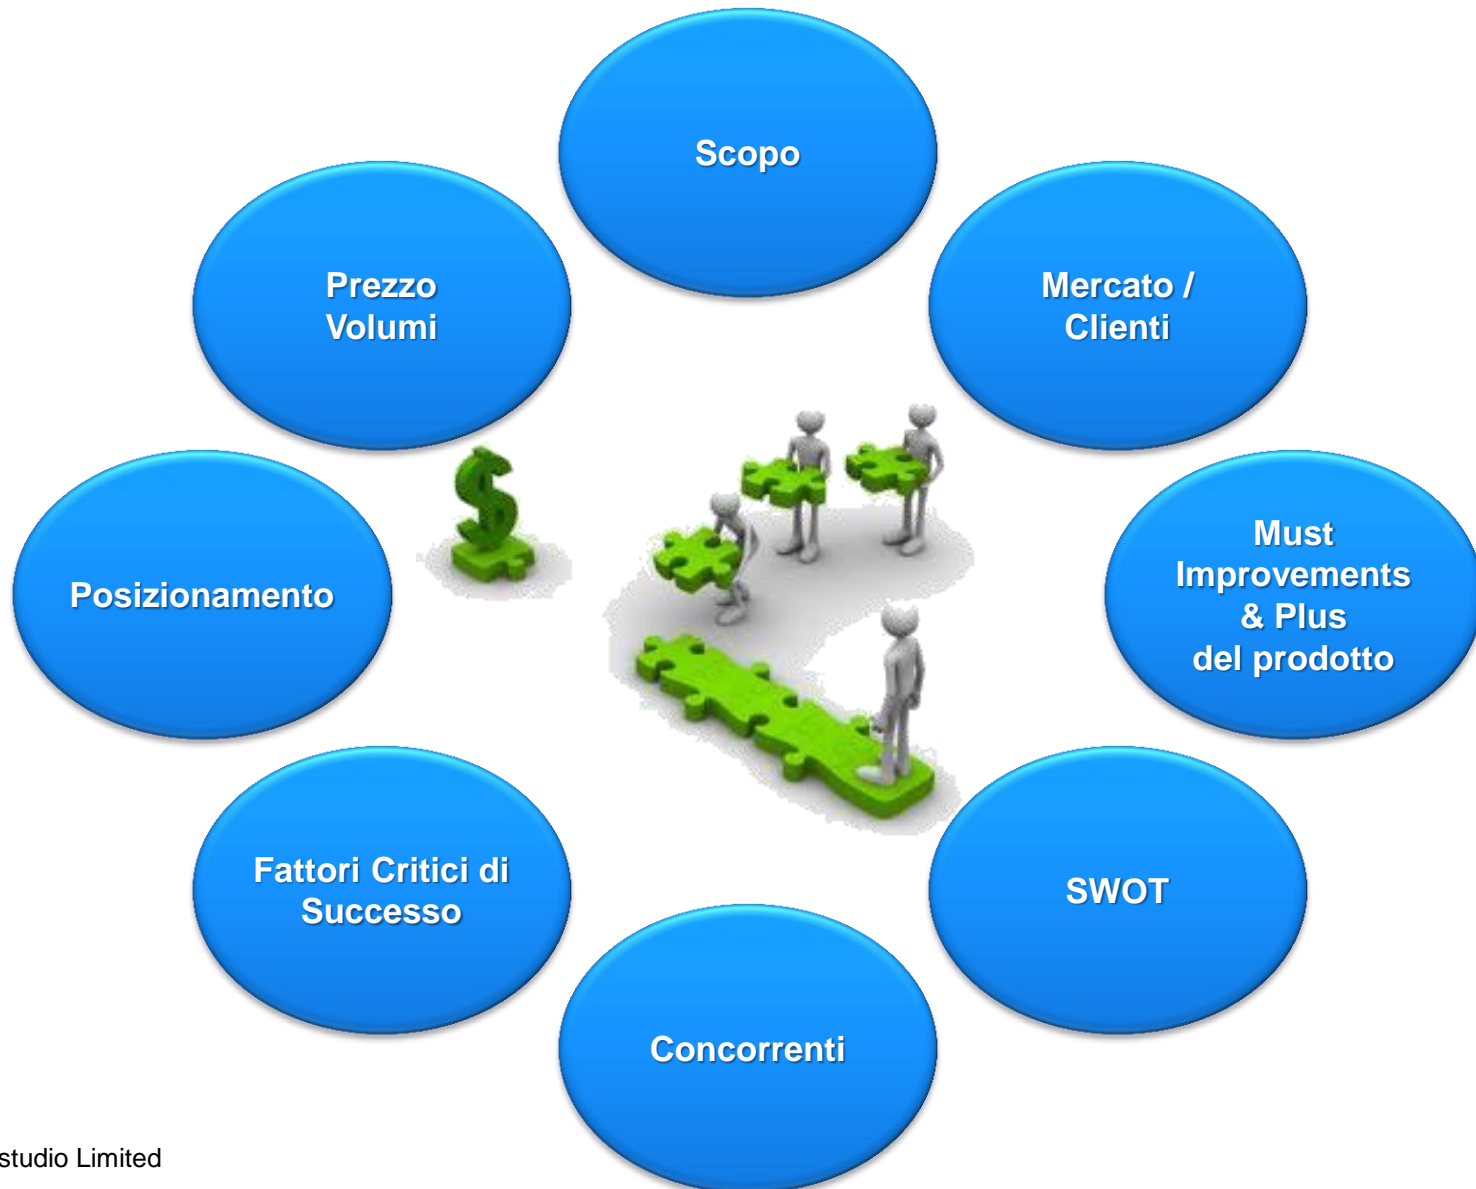 Scopo
Prezzo
Volumi
Mercato /
Clienti
Posizionamento
Must
Improvements
& Plus
del prodotto
Fattori Critici di
Successo
SWOT
Concorrenti
studio Limited